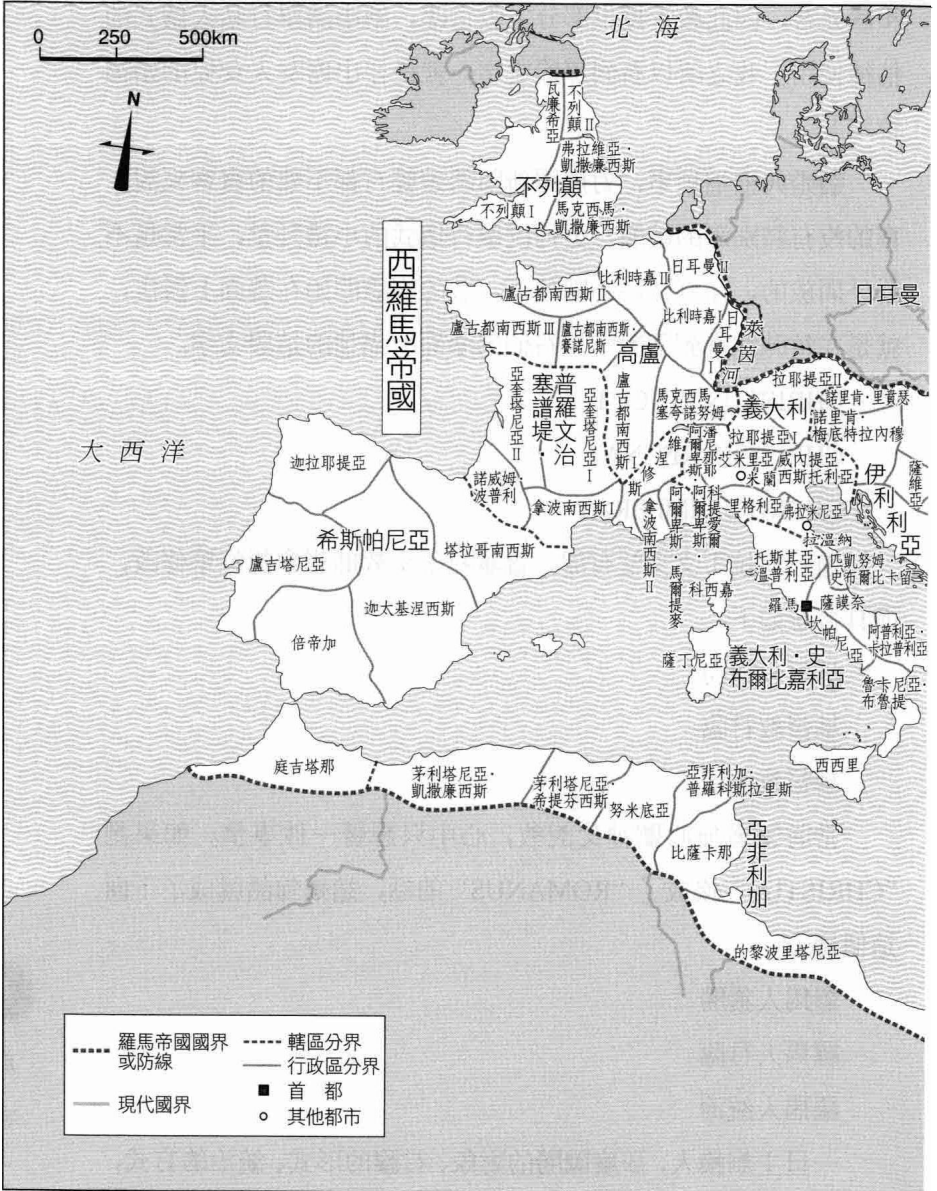 0 250 500km
N
北海
瓦廉希亞
不列顛II
弗拉維亞·
凱撒廉西斯
不列顛
不列顛I
馬克西馬·
凱撒廉西斯
西羅馬帝國
日耳曼II
比利時嘉II
日耳曼
盧古都南西斯II
比利時嘉I
日耳曼I
萊茵河
盧古都南西斯III
盧古都南西斯·
賽諾尼斯
高盧
拉耶提亞II
諾里肯·里賁瑟
亞奎塔尼亞II
普羅文治
塞譜堤
亞奎塔尼亞I
盧古都南西斯I
馬克西馬·
塞夸諾努姆
義大利
諾里肯·
梅底特拉內穆
大西洋
拉耶提亞I
維涅修斯
阿爾卑斯·
潘尼那耶
艾米里亞
威內提亞·
西斯托利亞
米蘭
伊利利亞
薩維亞
迦拉耶提亞
諾威姆·
波普利
拿波南西斯I
拿波南西斯II
阿爾卑斯·馬爾提麥
阿爾卑斯·
科提愛爾
里格利亞
弗拉米尼亞
拉溫納
希斯帕尼亞
塔拉哥南西斯
盧吉塔尼亞
托斯其亞·
溫普利亞
匹凱努姆·
史布爾比卡留
科西嘉
迦太基涅西斯
羅馬
薩謨奈
坎帕尼亞
倍帝加
阿普利亞·
卡拉普利亞
薩丁尼亞
義大利·史
布爾比嘉利亞
魯卡尼亞·
布魯提
西西里
庭吉塔那
茅利塔尼亞·
凱撒廉西斯
茅利塔尼亞·
希提芬西斯
努米底亞
亞非利加·
普羅科斯拉里斯
比薩卡那
亞非利加
的黎波里塔尼亞
羅馬帝國國界
或防線
轄區分界
行政區分界
現代國界
首都
其他都市